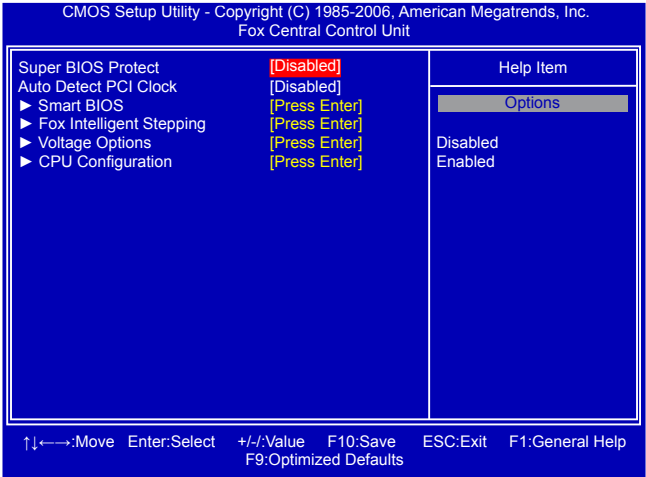 CMOS Setup Utility - Copyright (C) 1985-2006, American Megatrends, Inc.
Fox Central Control Unit
Super BIOS Protect [Disabled]
Auto Detect PCI Clock [Disabled]
► Smart BIOS [Press Enter]
► Fox Intelligent Stepping [Press Enter]
► Voltage Options [Press Enter]
► CPU Configuration [Press Enter]
Help Item
Options
Disabled
Enabled
↑↓←→:Move Enter:Select +/-/:Value F10:Save ESC:Exit F1:General Help
F9:Optimized Defaults